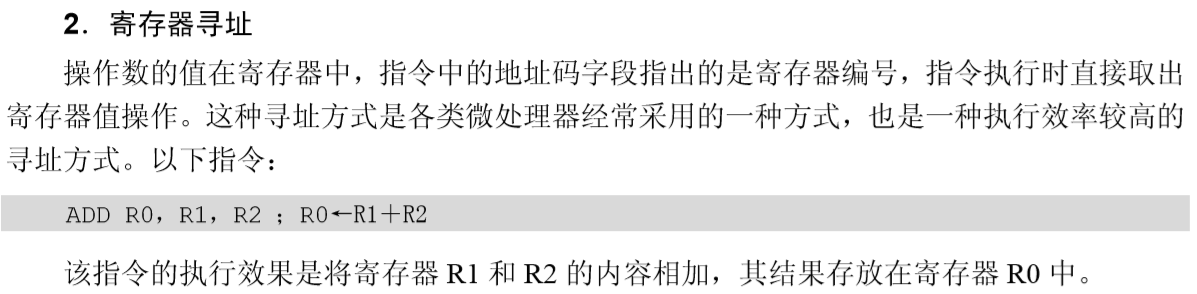 2．寄存器寻址
操作数的值在寄存器中，指令中的地址码字段指出的是寄存器编号，指令执行时直接取出
寄存器值操作。这种寻址方式是各类微处理器经常采用的一种方式，也是一种执行效率较高的
寻址方式。以下指令：
ADD R0，R1，R2 ；R0←R1＋R2
该指令的执行效果是将寄存器 R1 和 R2 的内容相加，其结果存放在寄存器 R0 中。